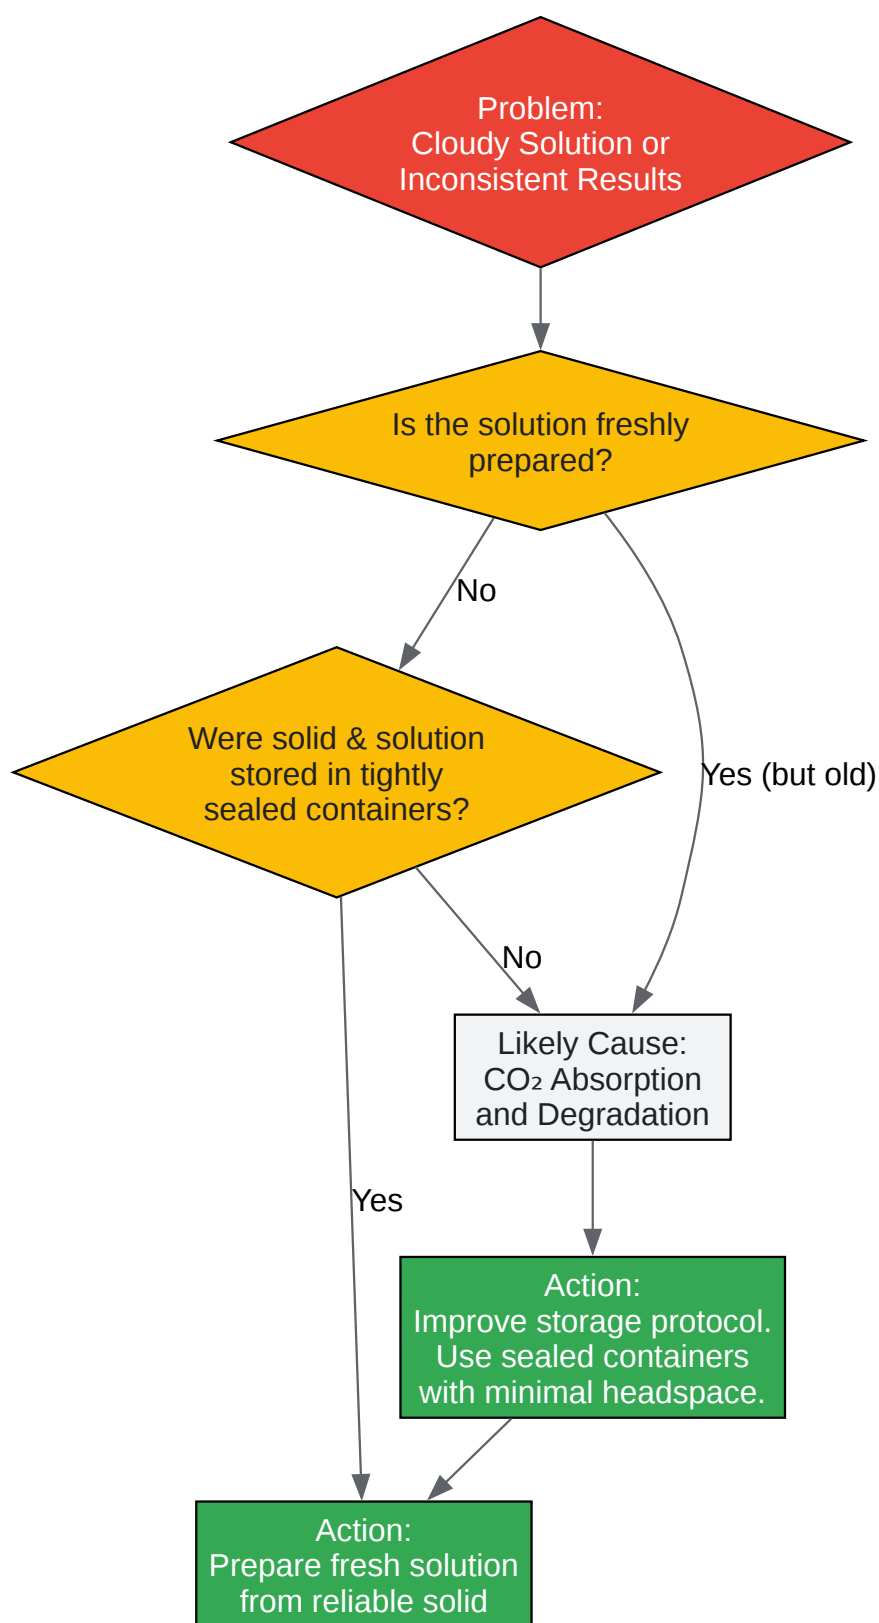 Problem:
Cloudy Solution or
Inconsistent Results
Is the solution freshly
prepared?
No
Were solid & solution
stored in tightly
sealed containers?
Yes (but old)
No
Likely Cause:
CO₂ Absorption
and Degradation
Yes
Action:
Improve storage protocol.
Use sealed containers
with minimal headspace.
Action:
Prepare fresh solution
from reliable solid